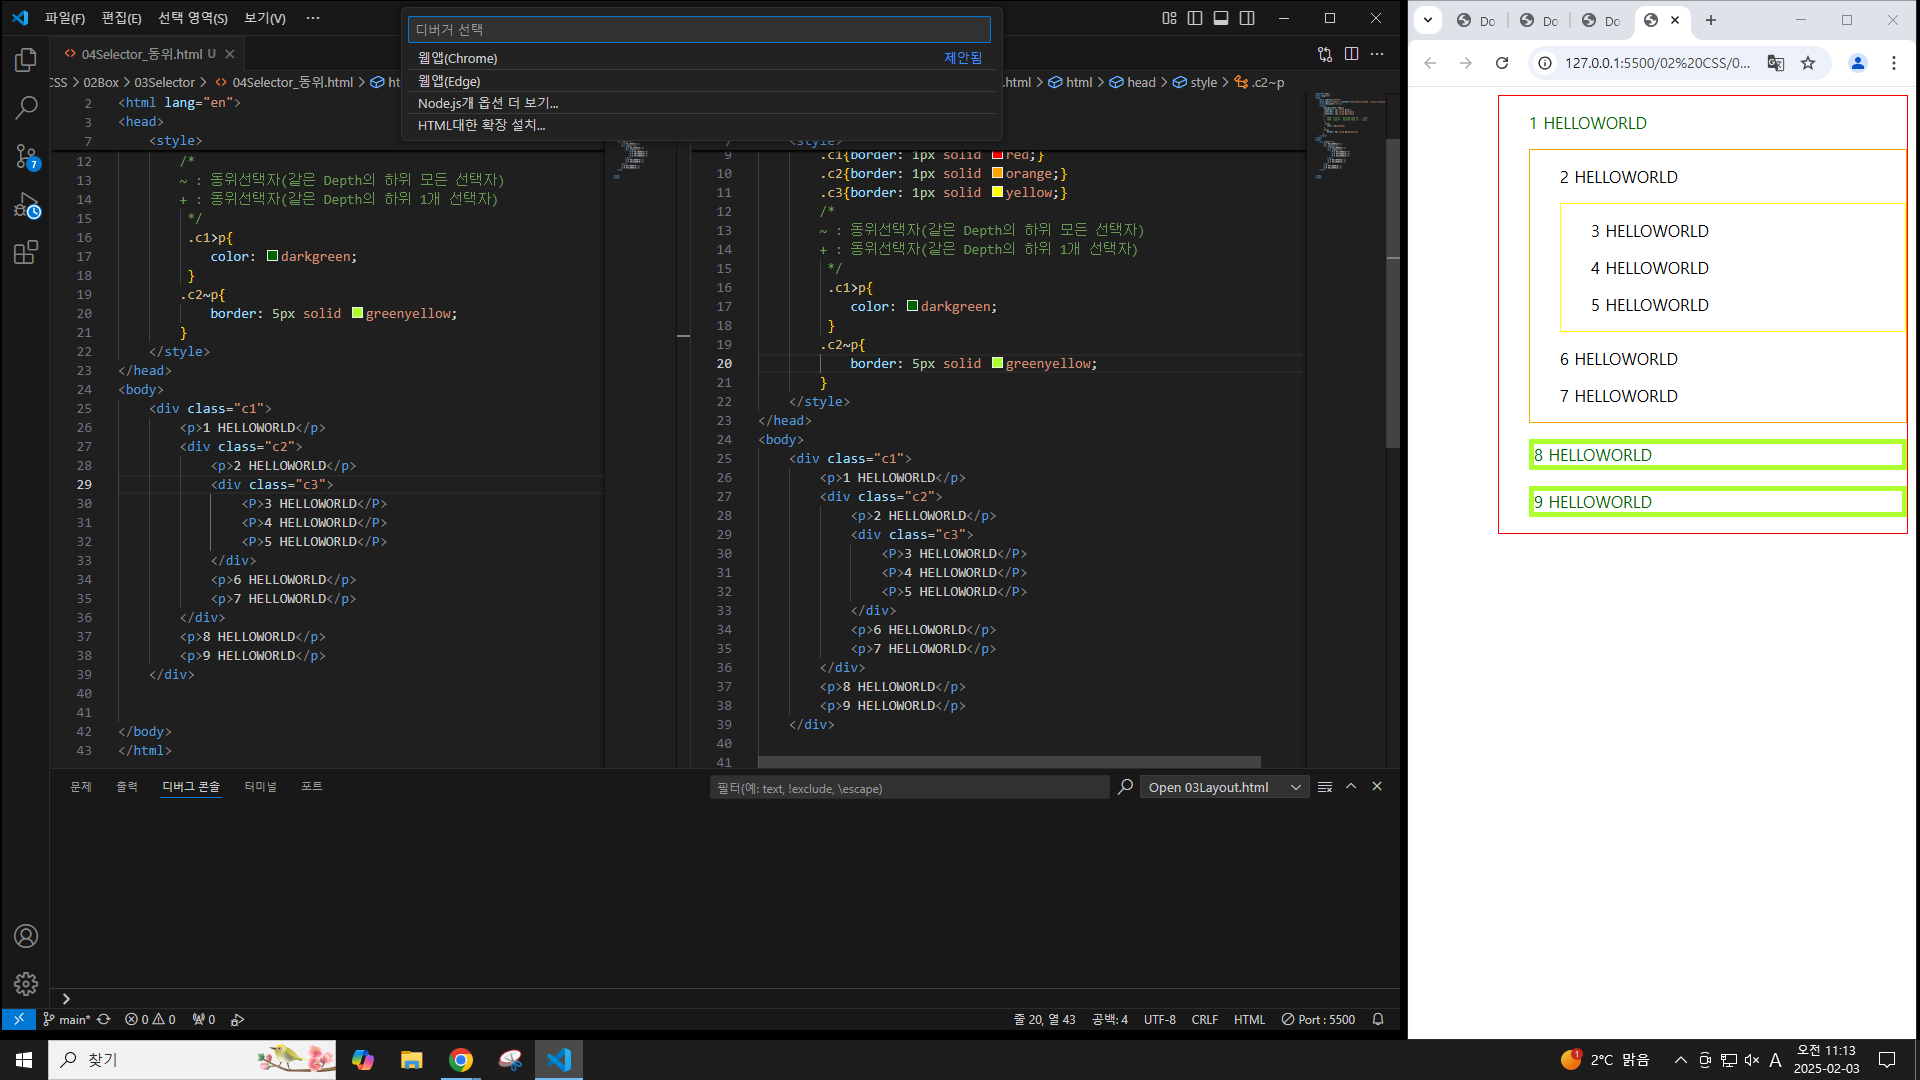 파일(F) 편집(E) 선택 영역(S) 보기(V) ···
디버거 선택
웹앱(Chrome) 제안됨
웹앱(Edge)
Node.js개 옵션 더 보기...
HTML대한 확장 설치...
04Selector_동위.html U
CSS > 02Box > 03Selector > 04Selector_동위.html >
.html > html > head > style > .c2~p
2 <html lang="en">
3 <head>
7 <style>
12 /*
13 ~ : 동위선택자(같은 Depth의 하위 모든 선택자)
14 + : 동위선택자(같은 Depth의 하위 1개 선택자)
15 */
16 .c1>p{
17 color: darkgreen;
18 }
19 .c2~p{
20 border: 5px solid greenyellow;
21 }
22 </style>
23 </head>
24 <body>
25 <div class="c1">
26 <p>1 HELLOWORLD</p>
27 <div class="c2">
28 <p>2 HELLOWORLD</p>
29 <div class="c3">
30 <P>3 HELLOWORLD</P>
31 <P>4 HELLOWORLD</P>
32 <P>5 HELLOWORLD</P>
33 </div>
34 <p>6 HELLOWORLD</p>
35 <p>7 HELLOWORLD</p>
36 </div>
37 <p>8 HELLOWORLD</p>
38 <p>9 HELLOWORLD</p>
39 </div>
40
41
42 </body>
43 </html>
7 <style>
9 .c1{border: 1px solid red;}
10 .c2{border: 1px solid orange;}
11 .c3{border: 1px solid yellow;}
12 /*
13 ~ : 동위선택자(같은 Depth의 하위 모든 선택자)
14 + : 동위선택자(같은 Depth의 하위 1개 선택자)
15 */
16 .c1>p{
17 color: darkgreen;
18 }
19 .c2~p{
20 border: 5px solid greenyellow;
21 }
22 </style>
23 </head>
24 <body>
25 <div class="c1">
26 <p>1 HELLOWORLD</p>
27 <div class="c2">
28 <p>2 HELLOWORLD</p>
29 <div class="c3">
30 <P>3 HELLOWORLD</P>
31 <P>4 HELLOWORLD</P>
32 <P>5 HELLOWORLD</P>
33 </div>
34 <p>6 HELLOWORLD</p>
35 <p>7 HELLOWORLD</p>
36 </div>
37 <p>8 HELLOWORLD</p>
38 <p>9 HELLOWORLD</p>
39 </div>
40
41
7
문제 출력 디버그 콘솔 터미널 포트
필터(예: text, !exclude, \escape) Open 03Layout.html
main* 0 0 0 줄 20, 열 43 공백: 4 UTF-8 CRLF HTML Port : 5500
Do Do Do
127.0.0.1:5500/02%20CSS/0...
1 HELLOWORLD
2 HELLOWORLD
3 HELLOWORLD
4 HELLOWORLD
5 HELLOWORLD
6 HELLOWORLD
7 HELLOWORLD
8 HELLOWORLD
9 HELLOWORLD
찾기
1 2°C 맑음 A 오전 11:13
2025-02-03